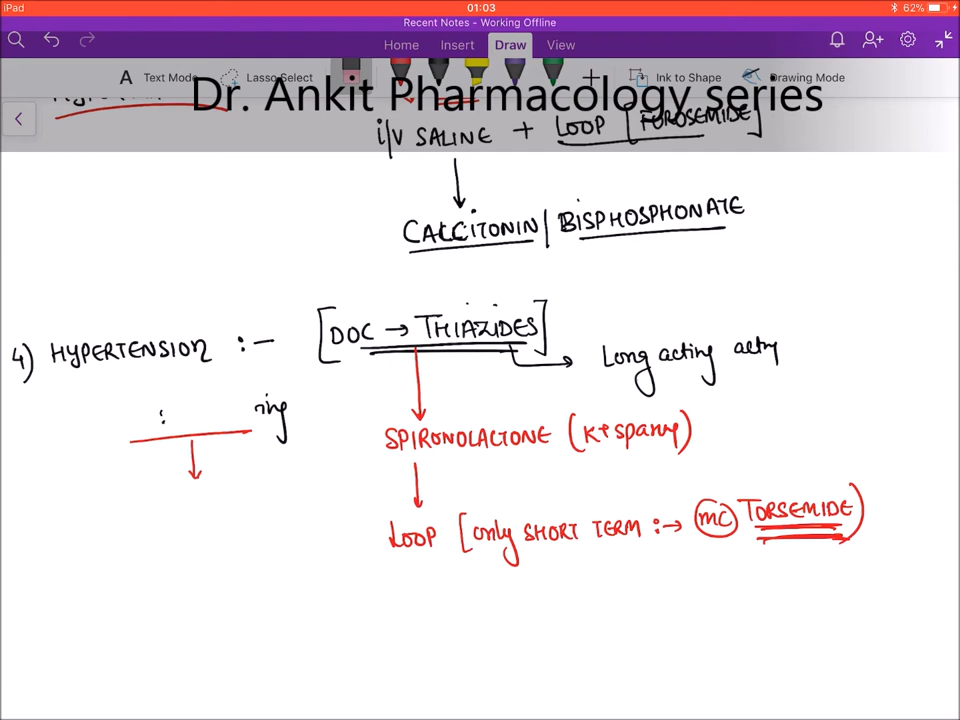 iPad 01:03 62%
Recent Notes - Working Offline
Home Insert Draw View
Text Mode Lasso Select Ink to Shape Drawing Mode
Dr. Ankit Pharmacology series
i/v SALINE + LOOP [FUROSEMIDE]
CALCITONIN / BISPHOSPHONATE
4) HYPERTENSION :- [DOC → THIAZIDES]
Long acting
SPIRONOLACTONE (K+ sparing)
LOOP [only SHORT TERM :→ MC TORSEMIDE)